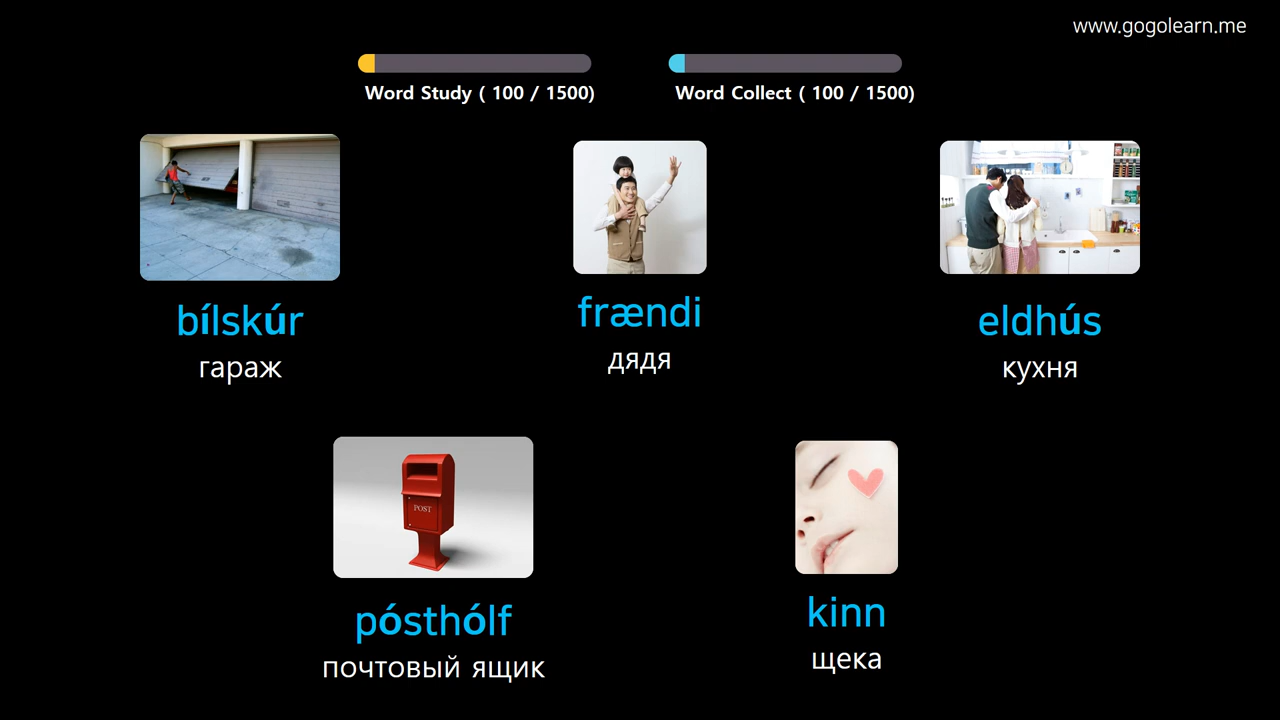 www.gogolearn.me
Word Study ( 100 / 1500)
Word Collect ( 100 / 1500)
bílskúr
гараж
frændi
дядя
eldhús
кухня
POST
pósthólf
почтовый ящик
kinn
щека